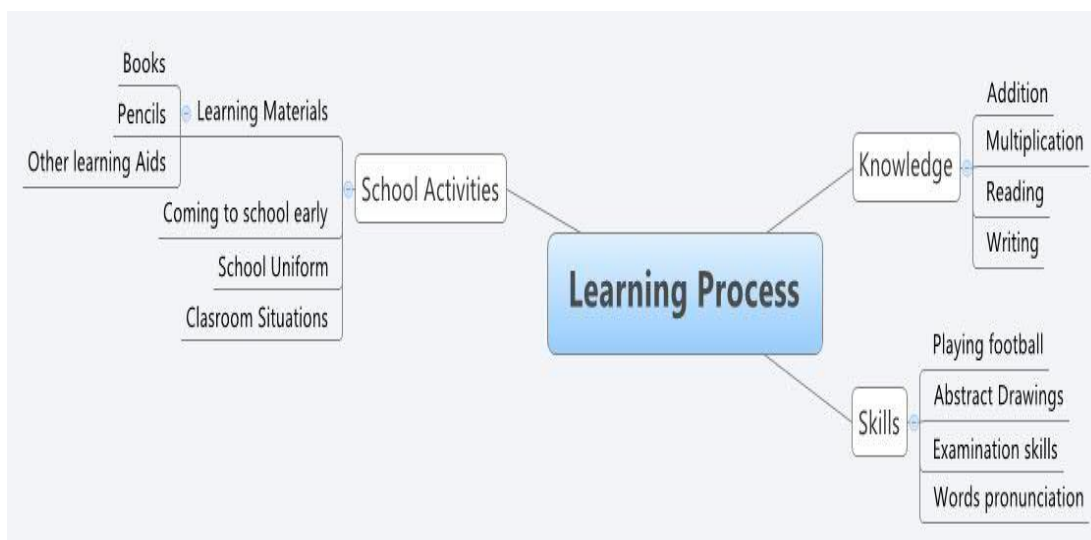 Learning Process
School Activities
Learning Materials
Books
Pencils
Other learning Aids
Coming to school early
School Uniform
Clasroom Situations
Knowledge
Addition
Multiplication
Reading
Writing
Skills
Playing football
Abstract Drawings
Examination skills
Words pronunciation